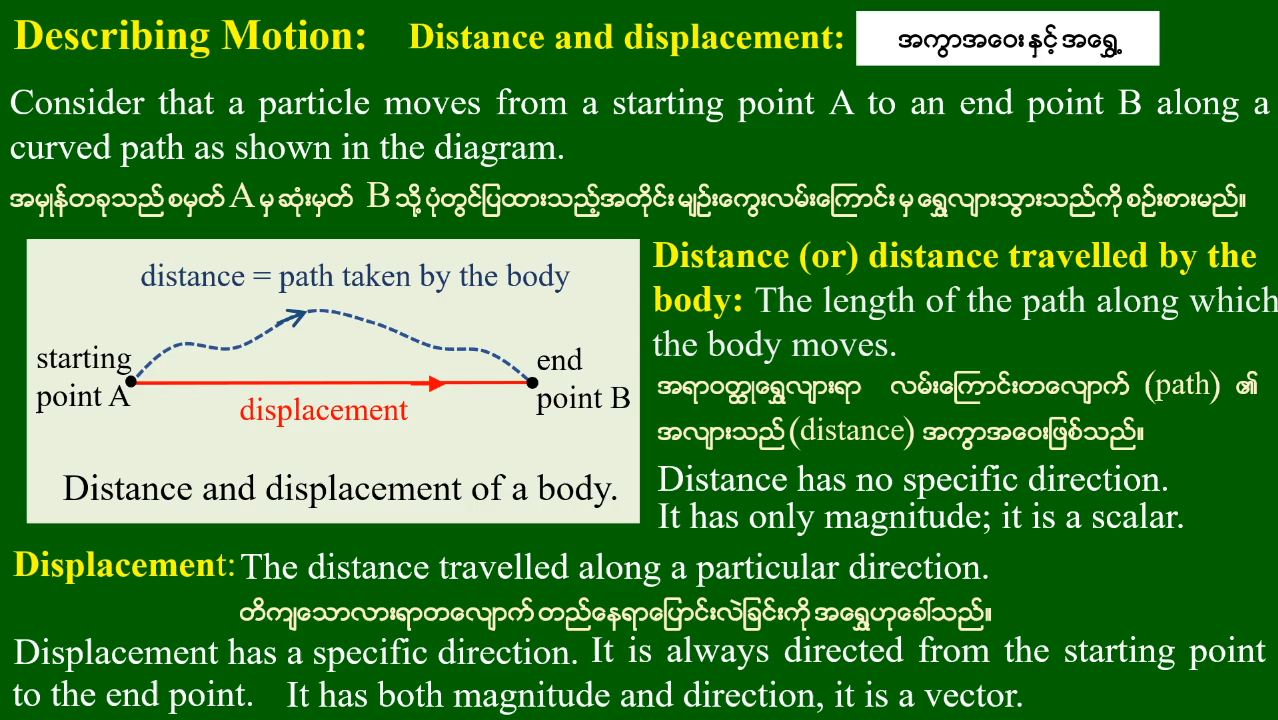 Describing Motion: Distance and displacement: အကွာအဝေး နှင့် အရွေ့
Consider that a particle moves from a starting point A to an end point B along a
curved path as shown in the diagram.
အမှုန်တခုသည် စမှတ် A မှ ဆုံးမှတ် B သို့ ပုံတွင်ပြထားသည့်အတိုင်း မျဉ်းကွေးလမ်းကြောင်း မှ ရွှေလျားသွားသည်ကို စဉ်းစားမည်။
distance = path taken by the body
starting
point A
end
point B
displacement
Distance and displacement of a body.
Distance (or) distance travelled by the
body: The length of the path along which
the body moves.
အရာဝတ္ထုရွေလျားရာ လမ်းကြောင်းတလျောက် (path) ၏
အလျားသည် (distance) အကွာအဝေးဖြစ်သည်။
Distance has no specific direction.
It has only magnitude; it is a scalar.
Displacement: The distance travelled along a particular direction.
တိကျသောလားရာတလျောက် တည်နေရာပြောင်းလဲခြင်းကို အရွေဟုခေါ်သည်။
Displacement has a specific direction. It is always directed from the starting point
to the end point. It has both magnitude and direction, it is a vector.